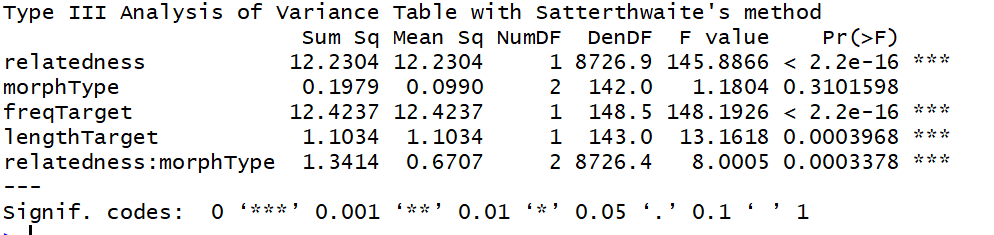 Type III Analysis of Variance Table with Satterthwaite's method
                        Sum Sq Mean Sq NumDF  DenDF  F value    Pr(>F)    
relatedness            12.2304 12.2304     1 8726.9 145.8866 < 2.2e-16 ***
morphType               0.1979  0.0990     2  142.0   1.1804 0.3101598    
freqTarget             12.4237 12.4237     1  148.5 148.1926 < 2.2e-16 ***
lengthTarget            1.1034  1.1034     1  143.0  13.1618 0.0003968 ***
relatedness:morphType   1.3414  0.6707     2 8726.4   8.0005 0.0003378 ***
---
Signif. codes:  0 ‘***’ 0.001 ‘**’ 0.01 ‘*’ 0.05 ‘.’ 0.1 ‘ ’ 1